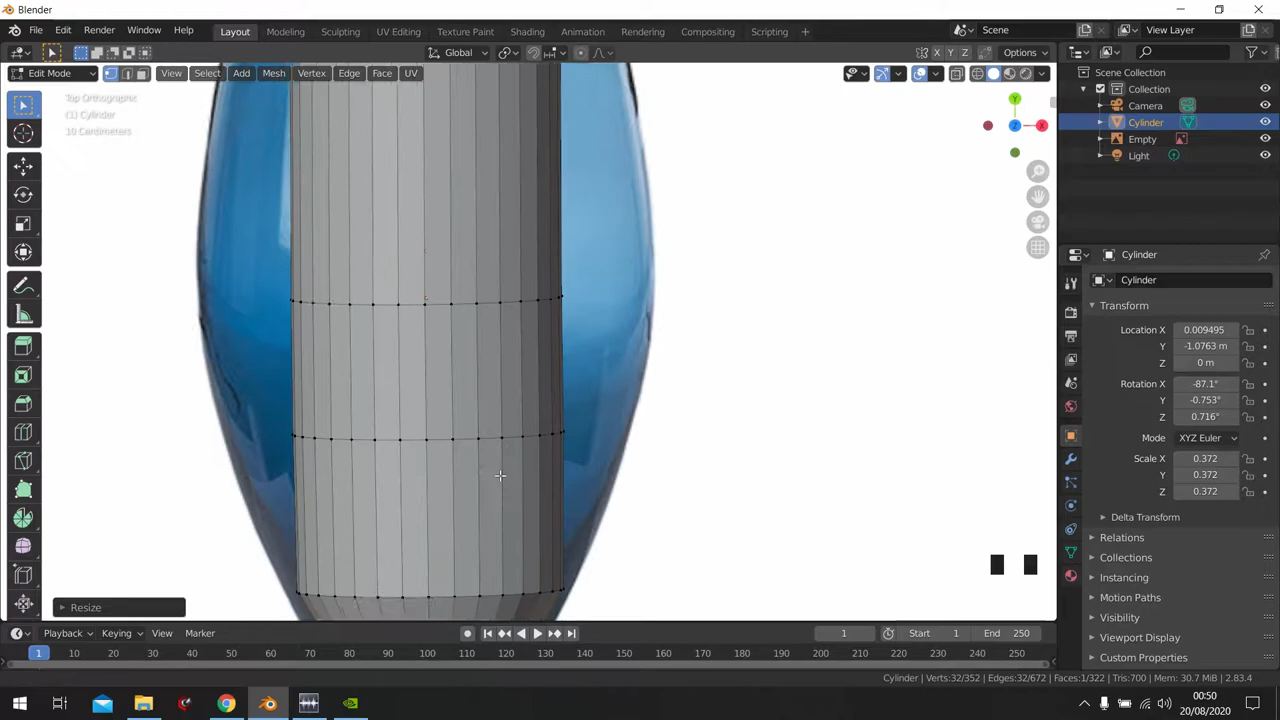 Blender
File Edit Render Window Help Layout Modeling Sculpting UV Editing Texture Paint Shading Animation Rendering Compositing Scripting + Scene View Layer
Global X Y Z Options
Edit Mode View Select Add Mesh Vertex Edge Face UV
Top Orthographic
(1) Cylinder
10 Centimeters
Y
Z X
Resize
Scene Collection
Collection
Camera
Cylinder
Empty
Light
Cylinder
Cylinder
Transform
Location X 0.009495
Y -1.0763 m
Z 0 m
Rotation X -87.1°
Y -0.753°
Z 0.716°
Mode XYZ Euler
Scale X 0.372
Y 0.372
Z 0.372
Delta Transform
Relations
Collections
Instancing
Motion Paths
Visibility
Viewport Display
Custom Properties
Playback Keying View Marker 1 Start 1 End 250
1 10 20 30 40 50 60 70 80 90 100 110 120 130 140 150 160 170 180 190 200 210 220 230 240 250
Cylinder | Verts:32/352 | Edges:32/672 | Faces:1/322 | Tris:700 | Mem: 30.7 MiB | 2.83.4
00:50
20/08/2020